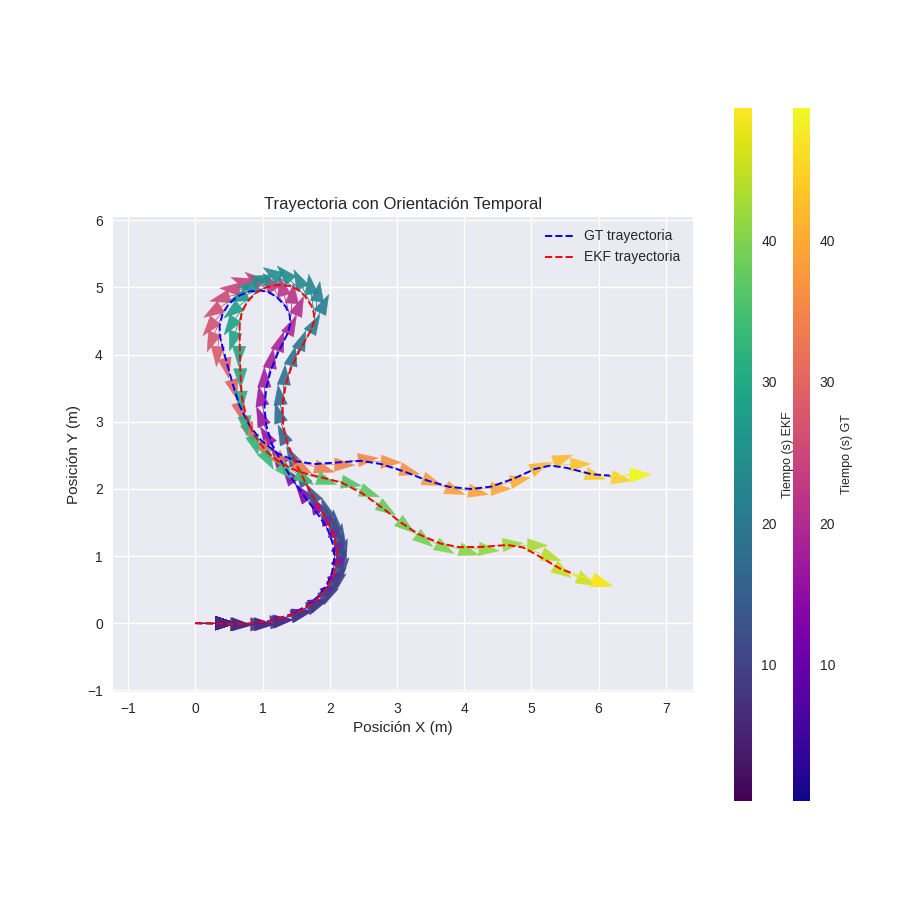 Trayectoria con Orientación Temporal
GT trayectoria
EKF trayectoria
6
5
4
3
2
1
0
−1
Posición Y (m)
−1 0 1 2 3 4 5 6 7
Posición X (m)
40
30
20
10
Tiempo (s) EKF
40
30
20
10
Tiempo (s) GT